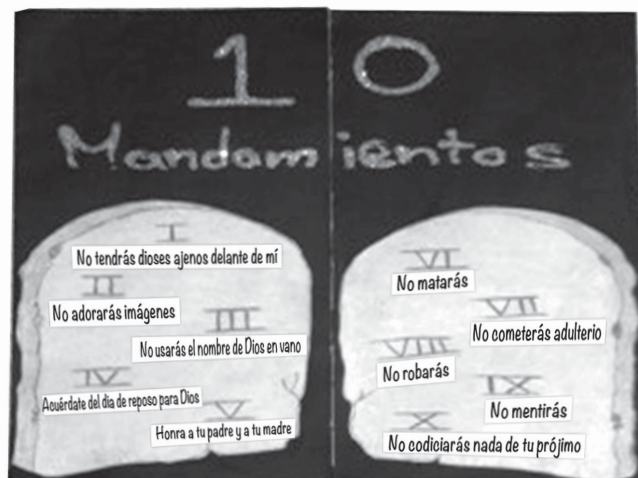 10
Mandamientos
I
No tendrás dioses ajenos delante de mí
II
No adorarás imágenes
III
No usarás el nombre de Dios en vano
IV
Acuérdate del día de reposo para Dios
V
Honra a tu padre y a tu madre
VI
No matarás
VII
No cometerás adulterio
VIII
No robarás
IX
No mentirás
X
No codiciarás nada de tu prójimo